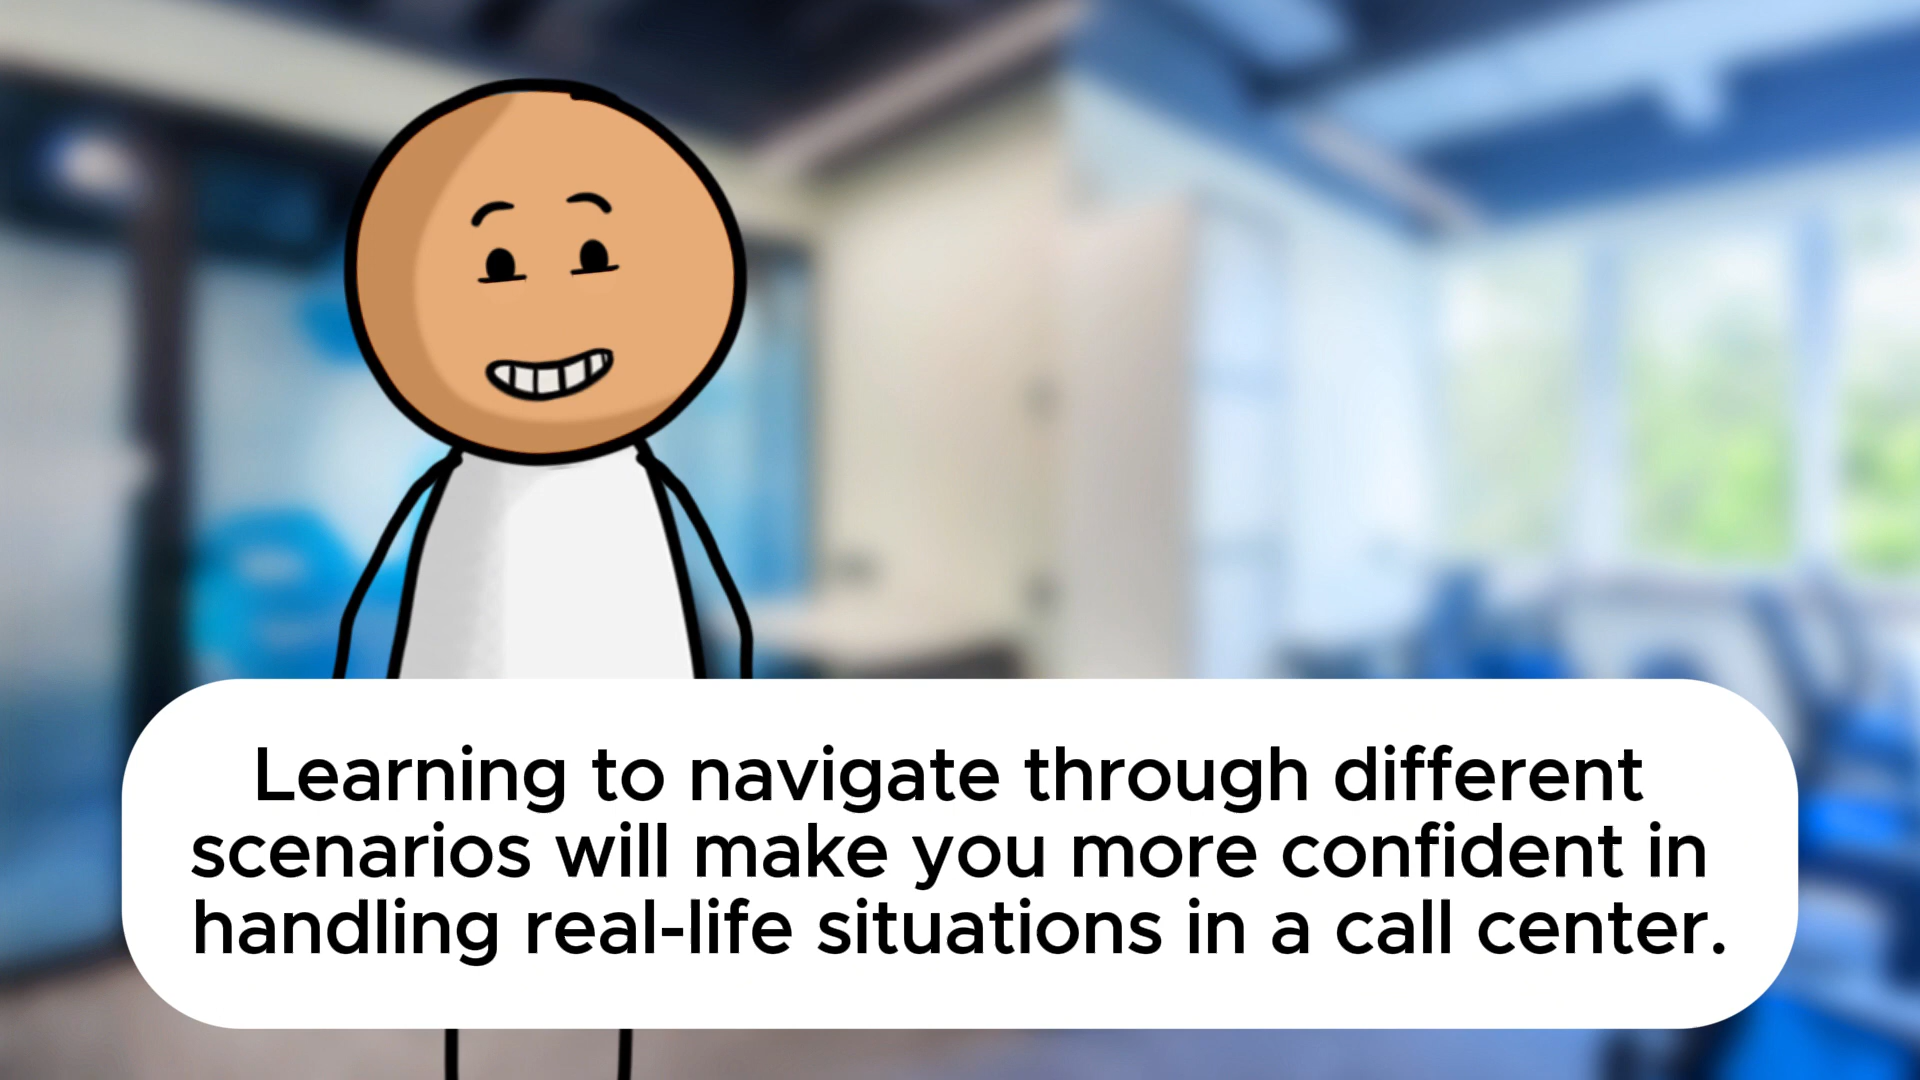 Learning to navigate through different
scenarios will make you more confident in
handling real-life situations in a call center.